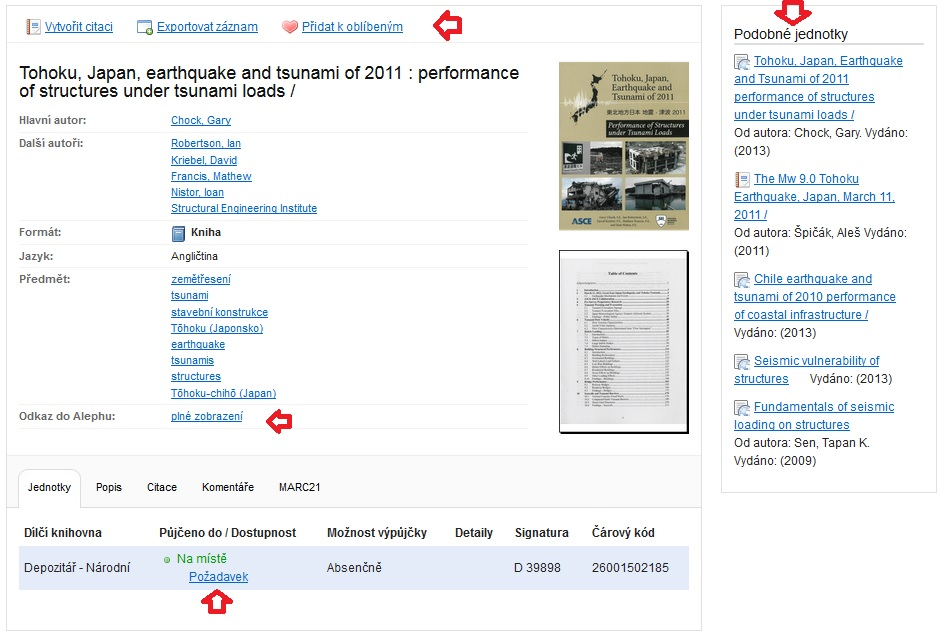 Vytvořit citaci Exportovat záznam Přidat k oblíbeným
Tohoku, Japan, earthquake and tsunami of 2011 : performance
of structures under tsunami loads /
Hlavní autor: Chock, Gary
Další autoři: Robertson, Ian
Kriebel, David
Francis, Mathew
Nistor, Ioan
Structural Engineering Institute
Formát: Kniha
Jazyk: Angličtina
Předmět: zemětřesení
tsunami
stavební konstrukce
Tōhoku (Japonsko)
earthquake
tsunamis
structures
Tōhoku-chihō (Japan)
Odkaz do Alephu: plné zobrazení
Tohoku, Japan,
Earthquake and
Tsunami of 2011
東北地方日本 地震・津波 2011
Performance of Structures
under Tsunami Loads
ASCE
Table of Contents
Jednotky Popis Citace Komentáře MARC21
Dílčí knihovna Půjčeno do / Dostupnost Možnost výpůjčky Detaily Signatura Čárový kód
Depozitář - Národní Na místě Absenčně D 39898 26001502185
Požadavek
Podobné jednotky
Tohoku, Japan, Earthquake
and Tsunami of 2011
performance of structures
under tsunami loads /
Od autora: Chock, Gary. Vydáno:
(2013)
The Mw 9.0 Tohoku
Earthquake, Japan, March 11,
2011 /
Od autora: Špičák, Aleš Vydáno:
(2011)
Chile earthquake and
tsunami of 2010 performance
of coastal infrastructure /
Vydáno: (2013)
Seismic vulnerability of
structures Vydáno: (2013)
Fundamentals of seismic
loading on structures
Od autora: Sen, Tapan K.
Vydáno: (2009)